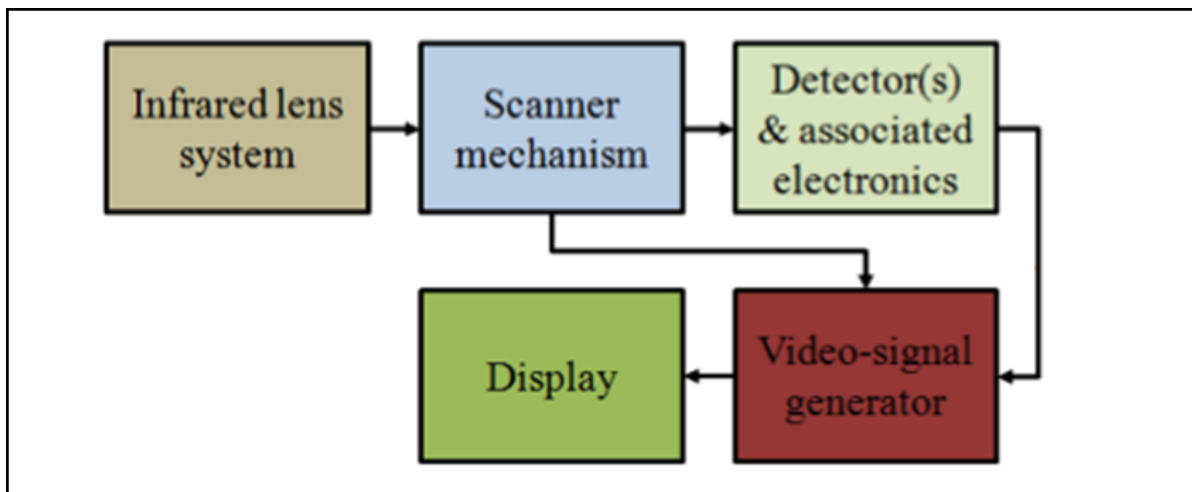 Infrared lens
system
Scanner
mechanism
Detector(s)
& associated
electronics
Display
Video-signal
generator